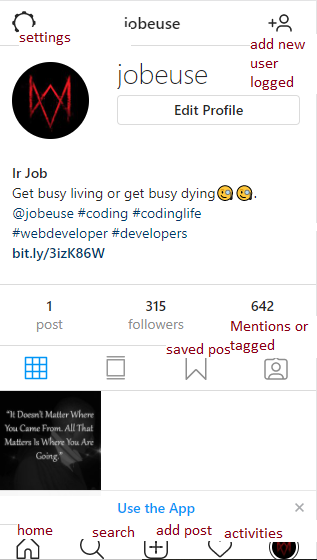 jobeuse
settings
add new
user
logged
jobeuse
Edit Profile
Ir Job
Get busy living or get busy dying🧐🧐.
@jobeuse #coding #codinglife
#webdeveloper #developers
bit.ly/3izK86W
1 315 642
post followers Mentions or
tagged
saved pos
"It Doesn't Matter Where
You Came From. All That
Matters Is Where You Are
Going."
Use the App ×
home search add post activities